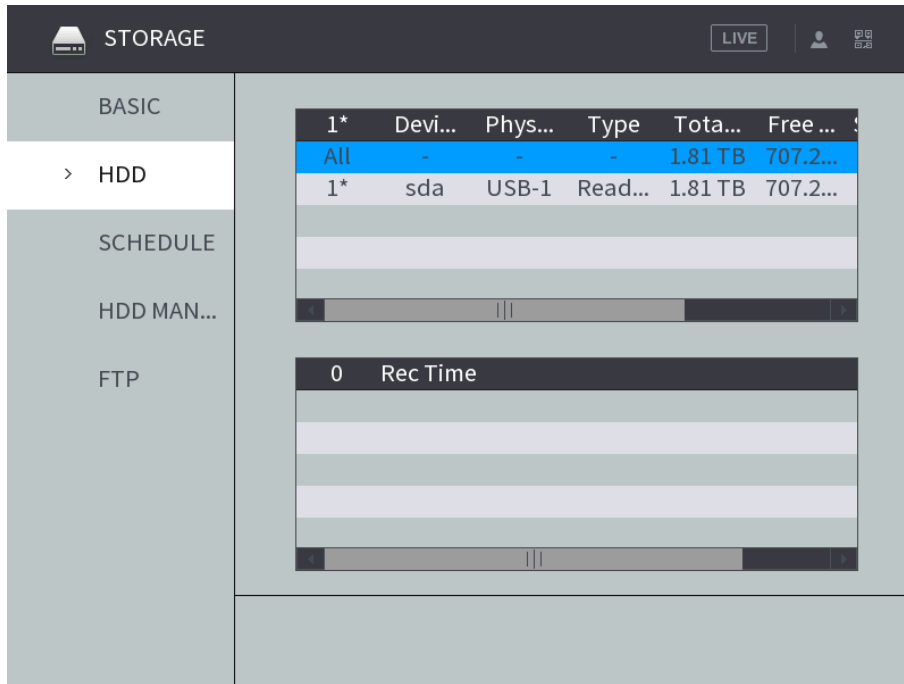 STORAGE LIVE
BASIC
HDD
SCHEDULE
HDD MAN...
FTP
1* Devi... Phys... Type Tota... Free ...
All - - - 1.81 TB 707.2...
1* sda USB-1 Read... 1.81 TB 707.2...
0 Rec Time